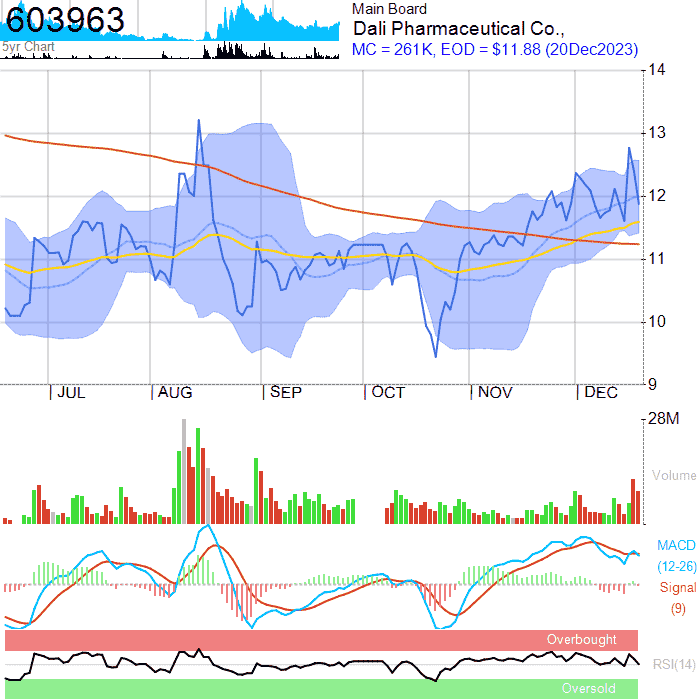 603963
5yr Chart
Main Board
Dali Pharmaceutical Co.,
MC = 261K, EOD = $11.88 (20Dec2023)
14
13
12
11
10
9
JUL AUG SEP OCT NOV DEC
28M
Volume
MACD
(12-26)
Signal
(9)
Overbought
RSI(14)
Oversold